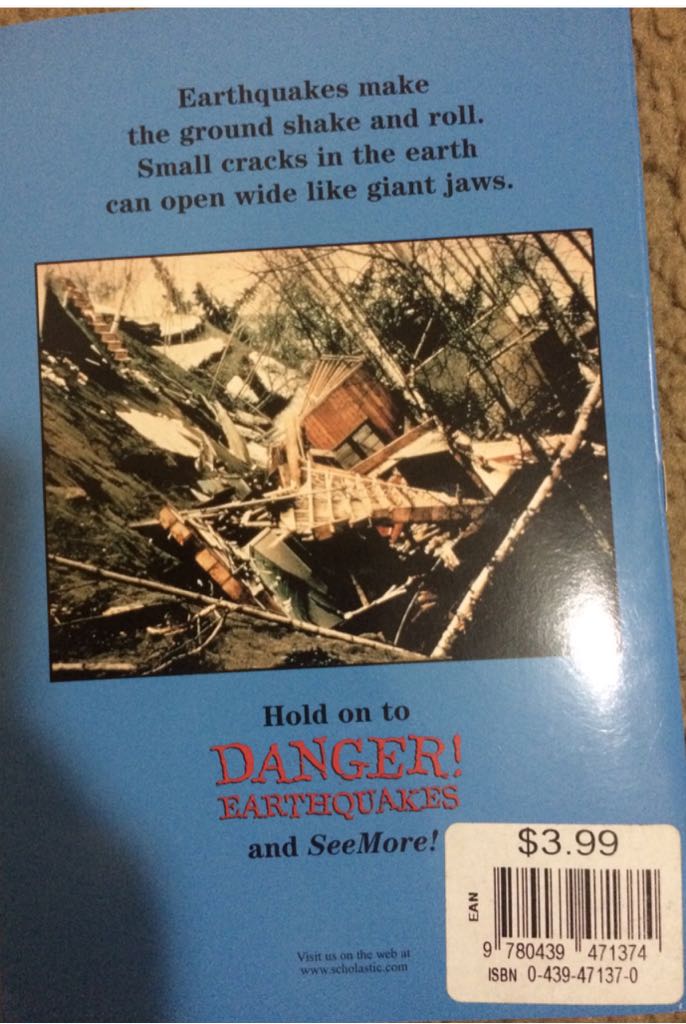 Earthquakes make
the ground shake and roll.
Small cracks in the earth
can open wide like giant jaws.
Hold on to
DANGER!
EARTHQUAKES
and SeeMore!
Visit us on the web at
www.scholastic.com
$3.99
EAN
9 780439 471374
ISBN 0-439-47137-0